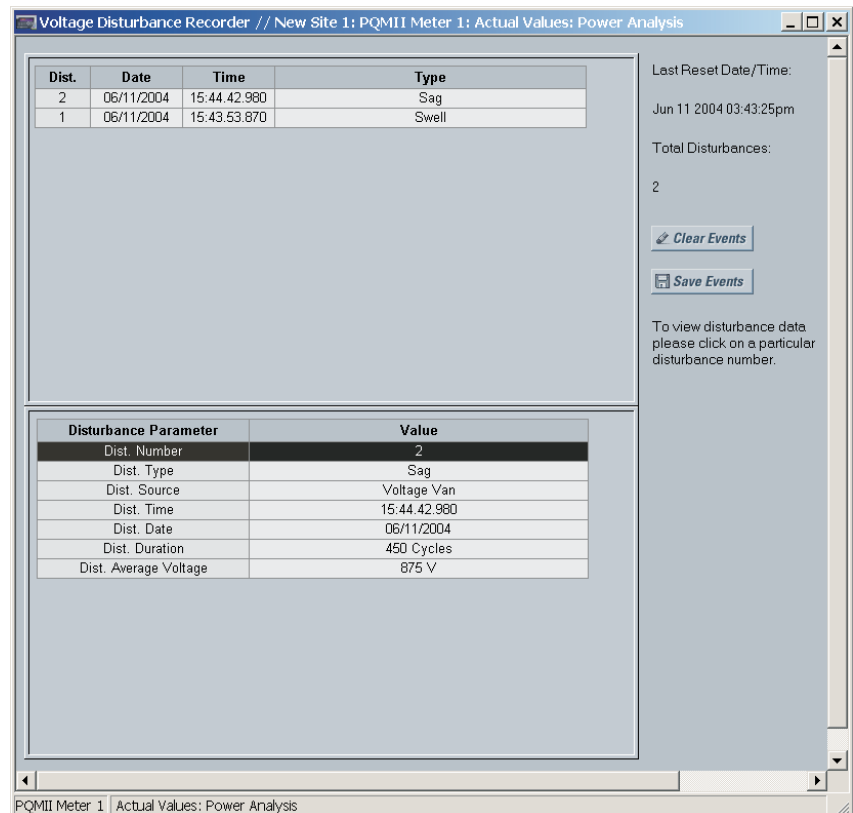 Voltage Disturbance Recorder // New Site 1: PQMII Meter 1: Actual Values: Power Analysis
Dist. Date Time Type
2 06/11/2004 15:44.42.980 Sag
1 06/11/2004 15:43.53.870 Swell
Last Reset Date/Time:
Jun 11 2004 03:43:25pm
Total Disturbances:
2
Clear Events
Save Events
To view disturbance data
please click on a particular
disturbance number.
Disturbance Parameter Value
Dist. Number 2
Dist. Type Sag
Dist. Source Voltage Van
Dist. Time 15:44.42.980
Dist. Date 06/11/2004
Dist. Duration 450 Cycles
Dist. Average Voltage 875 V
PQMII Meter 1 Actual Values: Power Analysis